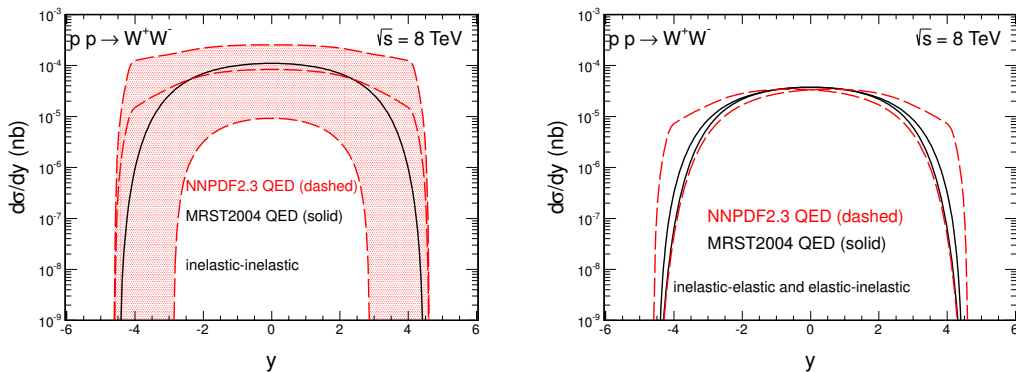 p p → W⁺W⁻
√s = 8 TeV
dσ/dy (nb)
10⁻³
10⁻⁴
10⁻⁵
10⁻⁶
10⁻⁷
10⁻⁸
10⁻⁹
NNPDF2.3 QED (dashed)
MRST2004 QED (solid)
inelastic-inelastic
-6 -4 -2 0 2 4 6
y
p p → W⁺W⁻
√s = 8 TeV
dσ/dy (nb)
10⁻³
10⁻⁴
10⁻⁵
10⁻⁶
10⁻⁷
10⁻⁸
10⁻⁹
NNPDF2.3 QED (dashed)
MRST2004 QED (solid)
inelastic-elastic and elastic-inelastic
-6 -4 -2 0 2 4 6
y